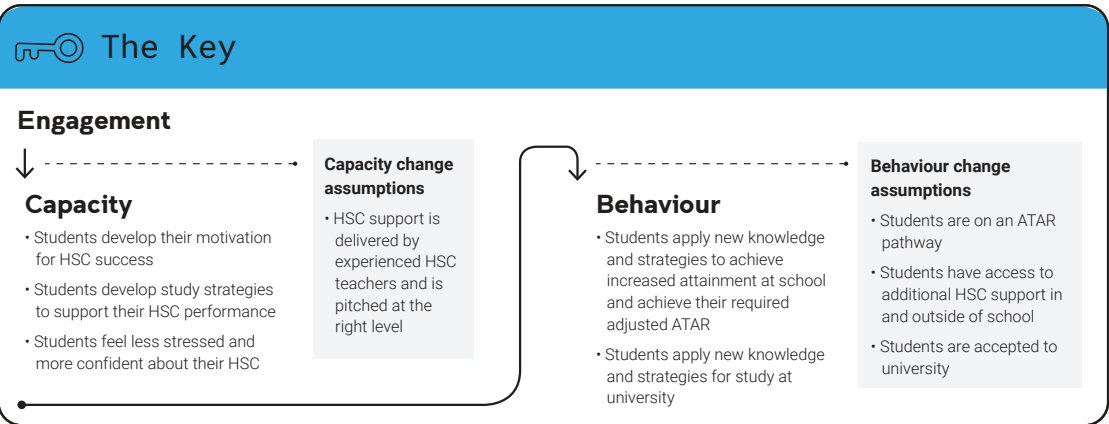 The Key
Engagement
Capacity
• Students develop their motivation
for HSC success
• Students develop study strategies
to support their HSC performance
• Students feel less stressed and
more confident about their HSC
Capacity change
assumptions
• HSC support is
delivered by
experienced HSC
teachers and is
pitched at the
right level
Behaviour
• Students apply new knowledge
and strategies to achieve
increased attainment at school
and achieve their required
adjusted ATAR
• Students apply new knowledge
and strategies for study at
university
Behaviour change
assumptions
• Students are on an ATAR
pathway
• Students have access to
additional HSC support in
and outside of school
• Students are accepted to
university